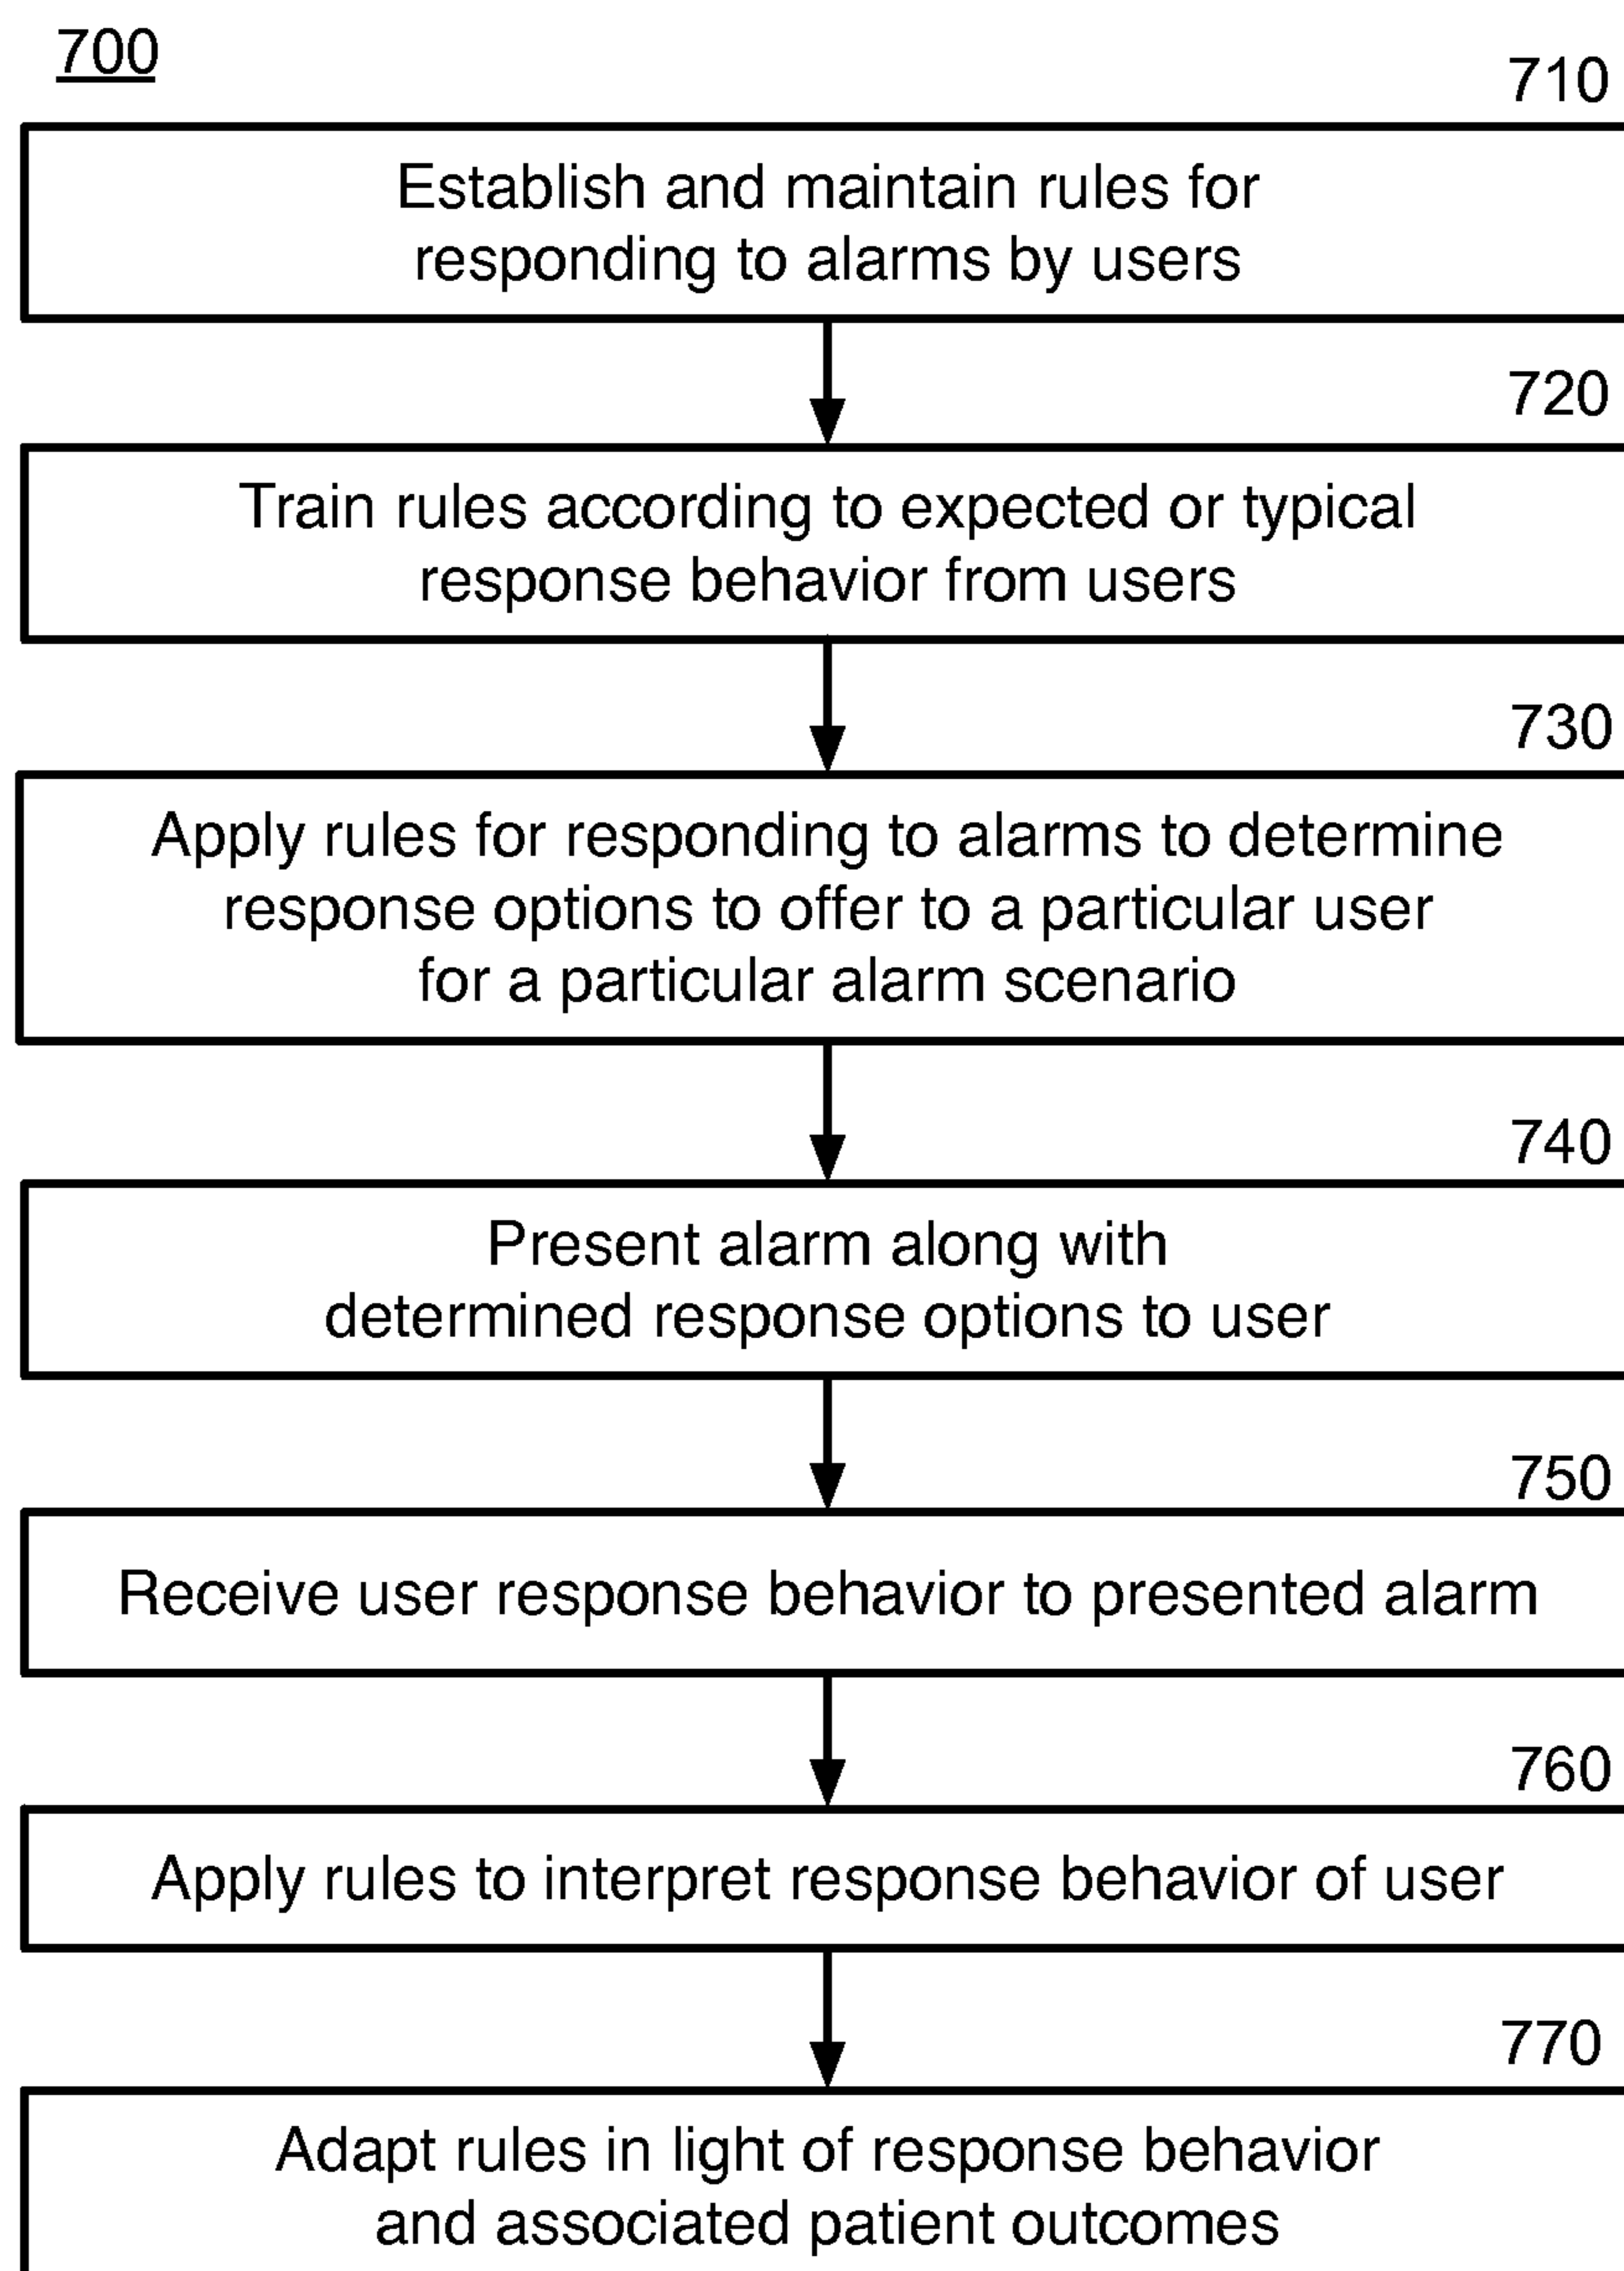 700
710
Establish and maintain rules for
responding to alarms by users
720
Train rules according to expected or typical
response behavior from users
730
Apply rules for responding to alarms to determine
response options to offer to a particular user
for a particular alarm scenario
740
Present alarm along with
determined response options to user
750
Receive user response behavior to presented alarm
760
Apply rules to interpret response behavior of user
770
Adapt rules in light of response behavior
and associated patient outcomes